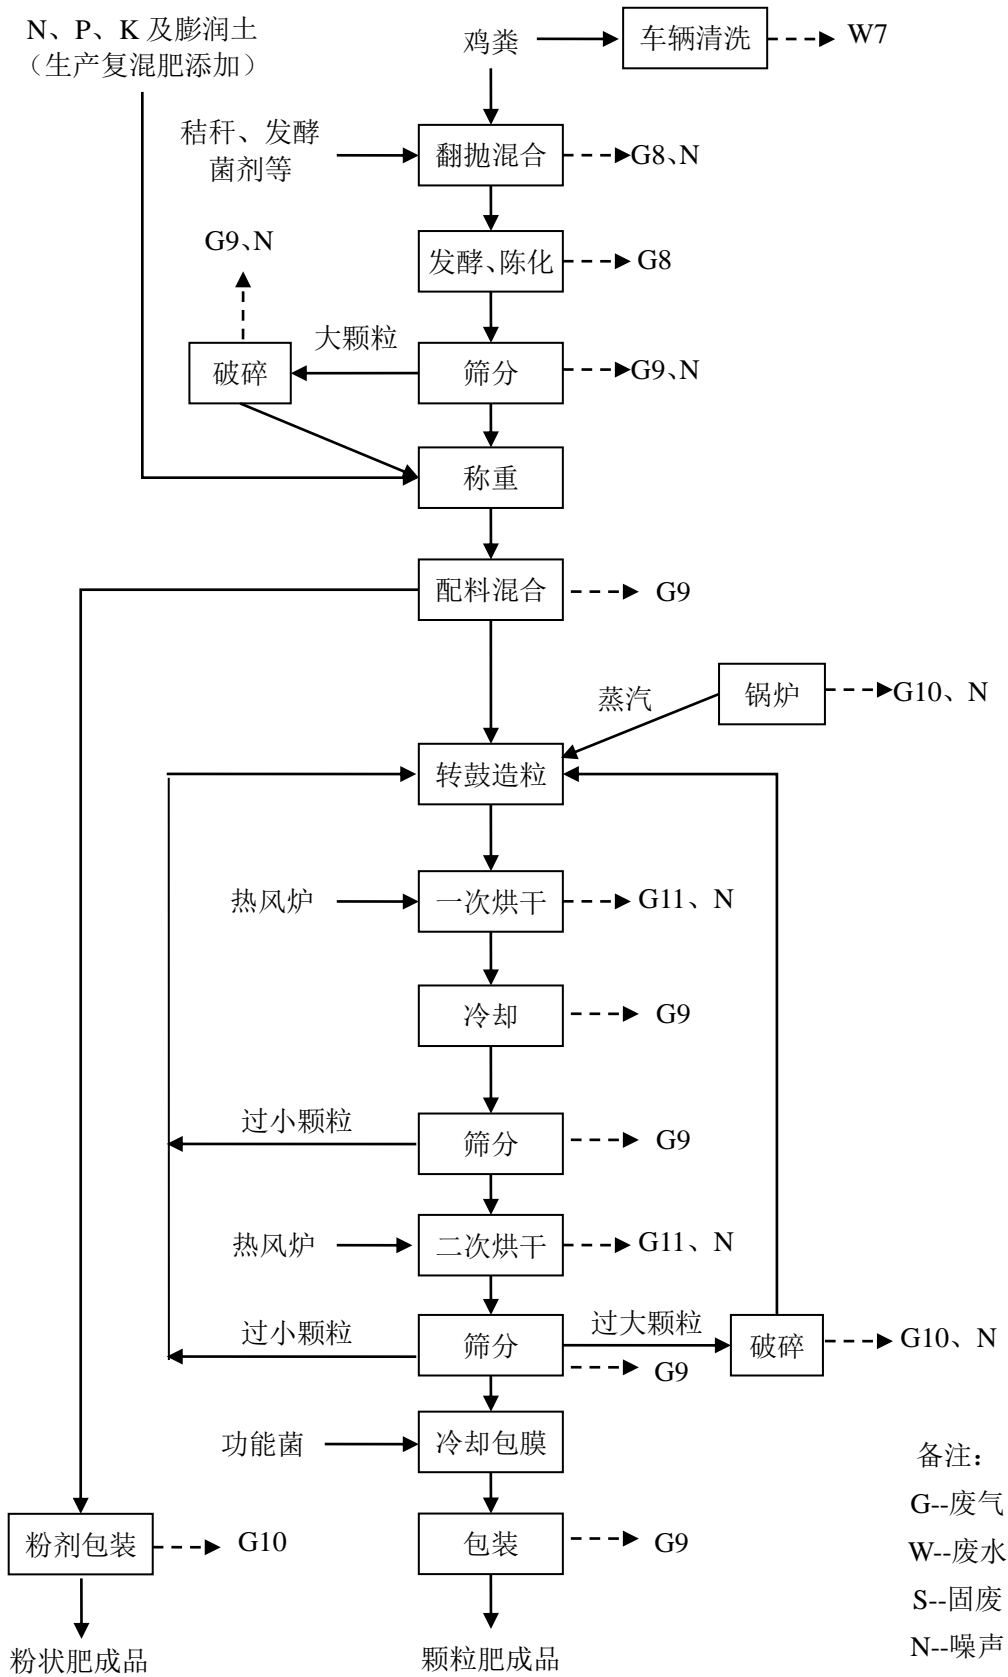 N、P、K 及膨润土
（生产复混肥添加）
鸡粪
车辆清洗
W7
秸秆、发酵
菌剂等
翻抛混合
G8、N
G9、N
发酵、陈化
G8
大颗粒
破碎
筛分
G9、N
称重
配料混合
G9
蒸汽
锅炉
G10、N
转鼓造粒
热风炉
一次烘干
G11、N
冷却
G9
过小颗粒
筛分
G9
热风炉
二次烘干
G11、N
过小颗粒
筛分
过大颗粒
破碎
G10、N
G9
功能菌
冷却包膜
粉剂包装
G10
包装
G9
粉状肥成品
颗粒肥成品
备注：
G--废气
W--废水
S--固废
N--噪声